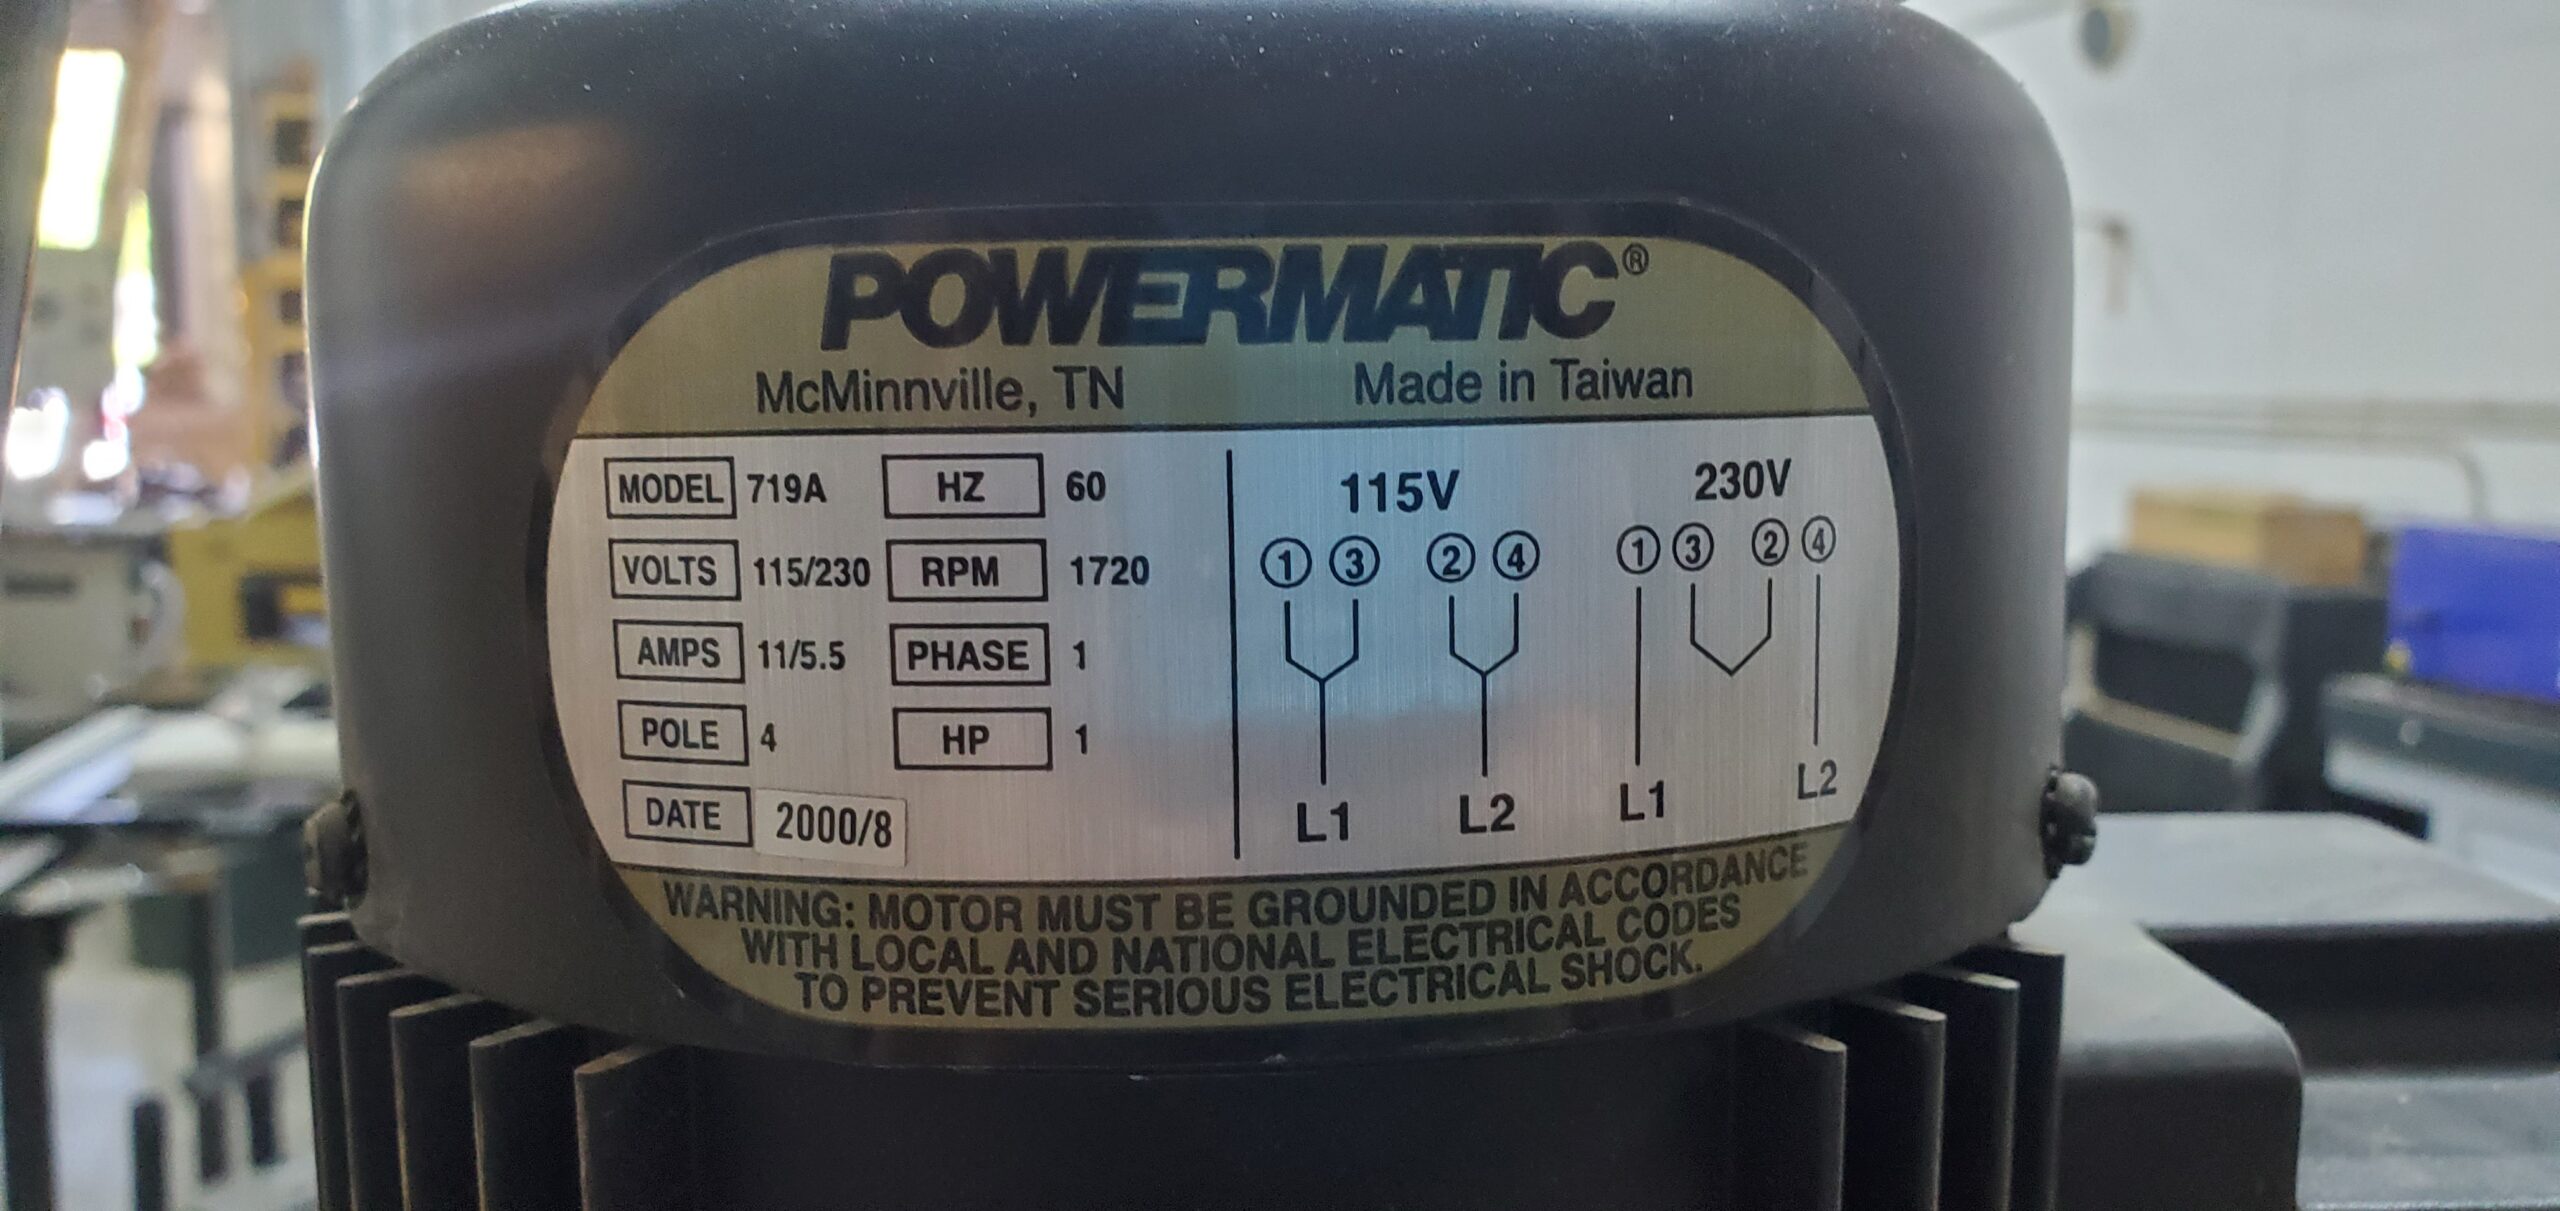 POWERMATIC®
McMinnville, TN Made in Taiwan
MODEL 719A HZ 60
VOLTS 115/230 RPM 1720
AMPS 11/5.5 PHASE 1
POLE 4 HP 1
DATE 2000/8
115V 230V
1 3 2 4 1 3 2 4
L1 L2 L1 L2
WARNING: MOTOR MUST BE GROUNDED IN ACCORDANCE
WITH LOCAL AND NATIONAL ELECTRICAL CODES
TO PREVENT SERIOUS ELECTRICAL SHOCK.